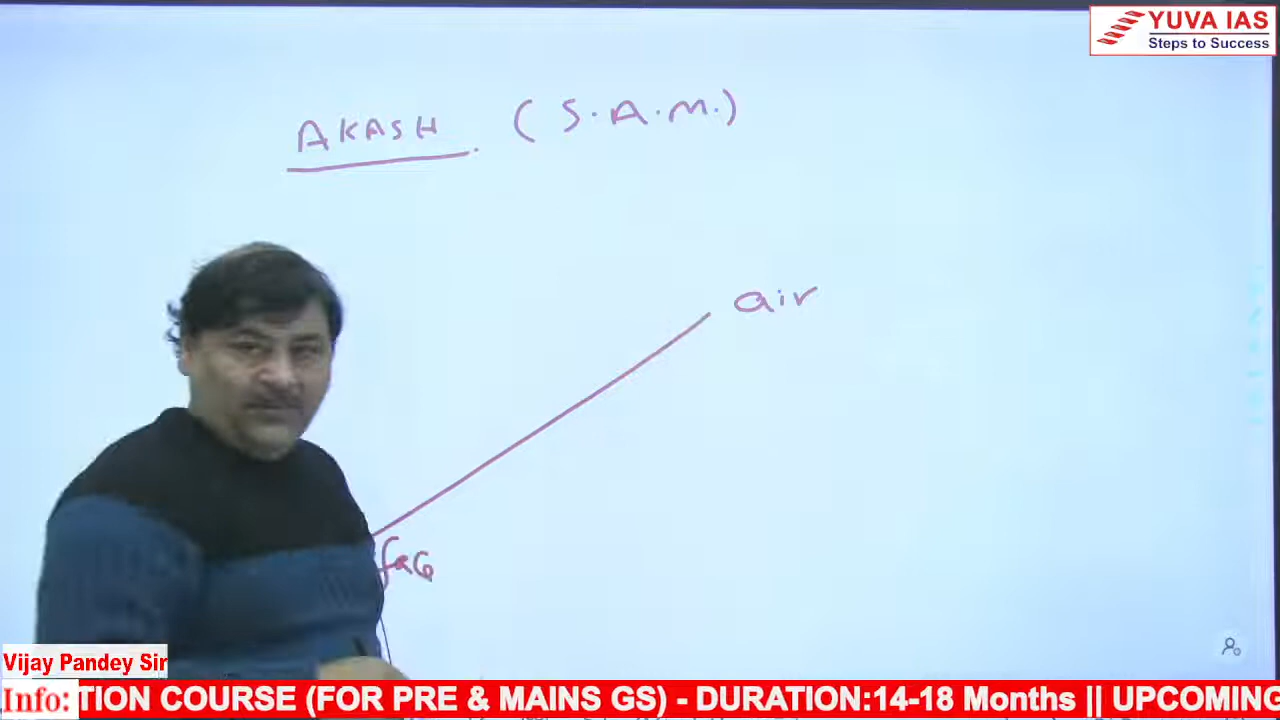 YUVA IAS
Steps to Success
AKASH (S.A.M.)
air
face
Vijay Pandey Sir
Info: TION COURSE (FOR PRE & MAINS GS) - DURATION:14-18 Months || UPCOMING